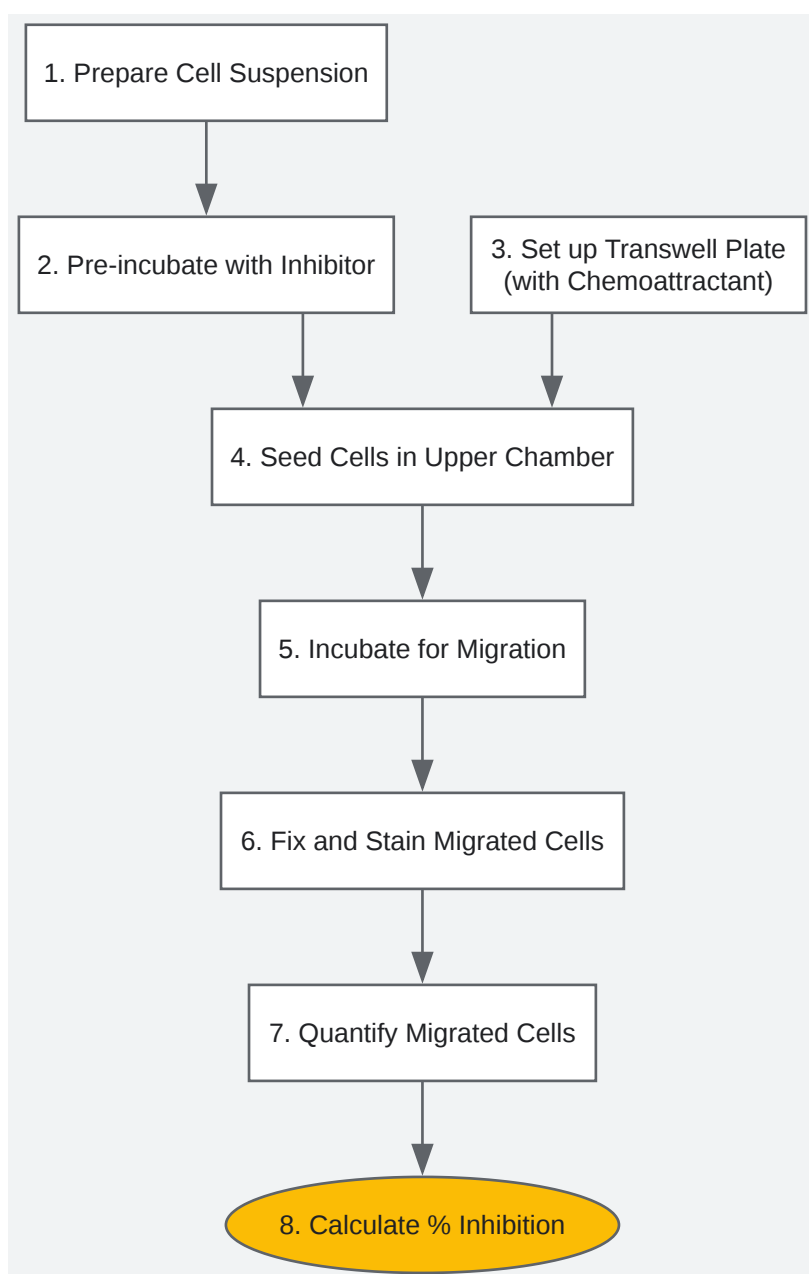 1. Prepare Cell Suspension
2. Pre-incubate with Inhibitor
3. Set up Transwell Plate
(with Chemoattractant)
4. Seed Cells in Upper Chamber
5. Incubate for Migration
6. Fix and Stain Migrated Cells
7. Quantify Migrated Cells
8. Calculate % Inhibition